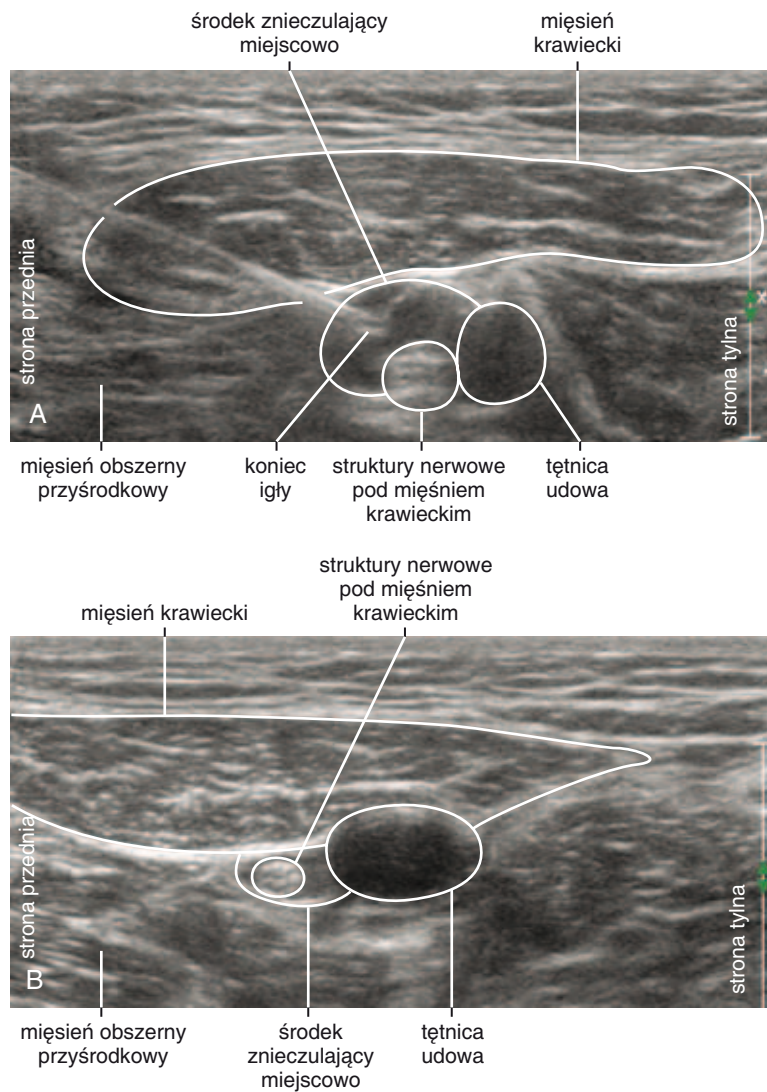 środek znieczulający
miejscowo
mięsień
krawiecki
strona przednia
strona tylna
x
A
mięsień obszerny
przyśrodkowy
koniec
igły
struktury nerwowe
pod mięśniem
krawieckim
tętnica
udowa
struktury nerwowe
pod mięśniem
krawieckim
mięsień krawiecki
strona przednia
strona tylna
B
mięsień obszerny
przyśrodkowy
środek
znieczulający
miejscowo
tętnica
udowa